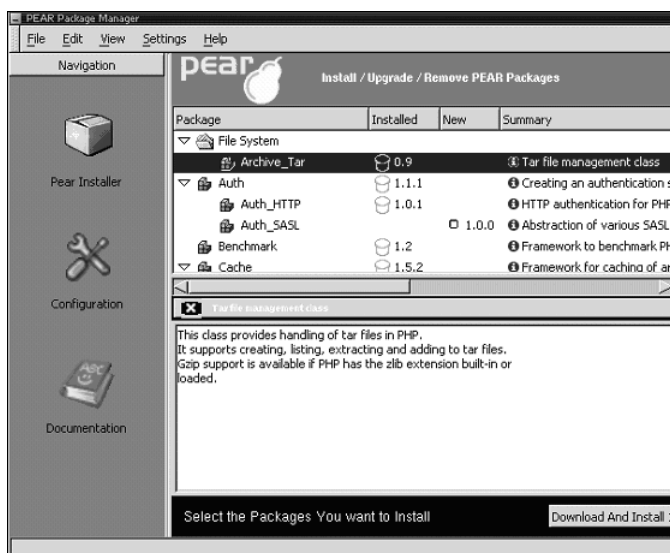 PEAR Package Manager
File Edit View Settings Help
Navigation
pear
Install / Upgrade / Remove PEAR Packages
Package Installed New Summary
File System
Archive_Tar 0.9 Tar file management class
Auth 1.1.1 Creating an authentication s
Auth_HTTP 1.0.1 HTTP authentication for PHP
Auth_SASL 1.0.0 Abstraction of various SASL
Benchmark 1.2 Framework to benchmark PH
Cache 1.5.2 Framework for caching of ar
Pear Installer
Configuration
ABC
Documentation
Tar file management class
This class provides handling of tar files in PHP.
It supports creating, listing, extracting and adding to tar files.
Gzip support is available if PHP has the zlib extension built-in or
loaded.
Select the Packages You want to Install
Download And Install